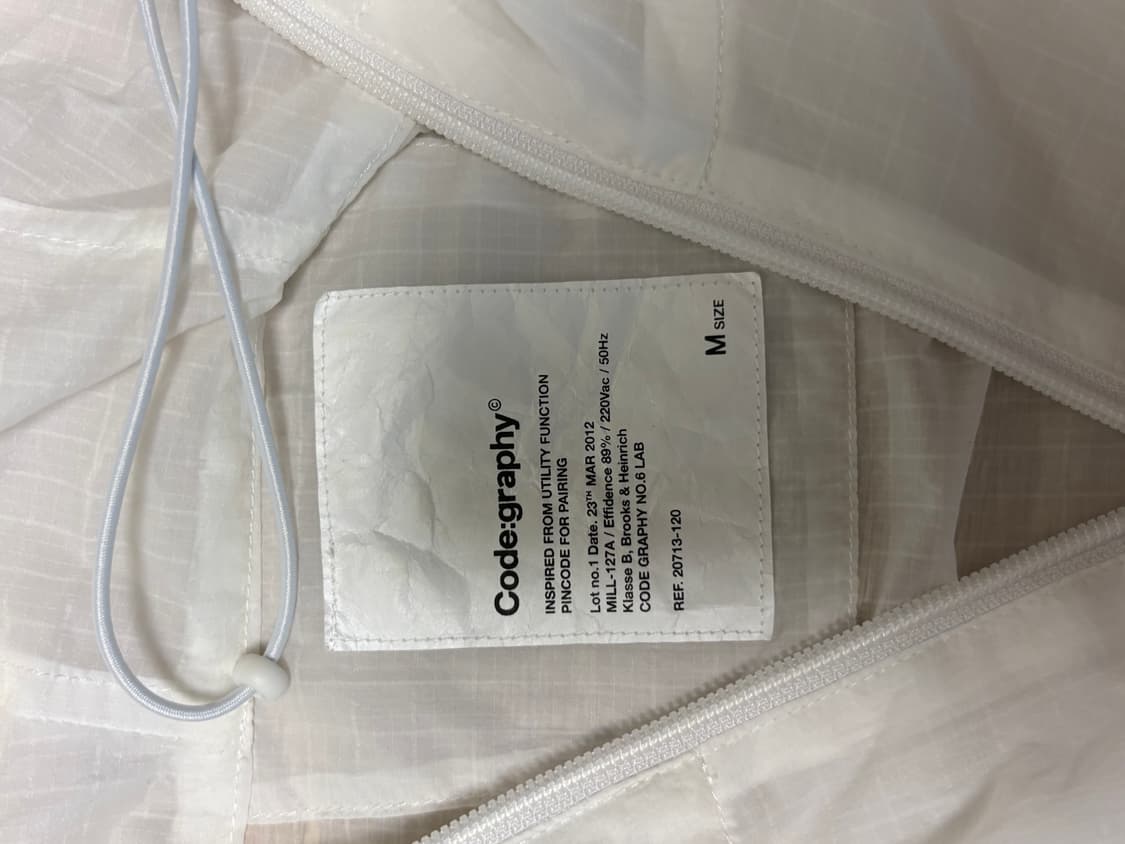 Code:graphy©
INSPIRED FROM UTILITY FUNCTION
PINCODE FOR PAIRING
Lot no.1 Date. 23™ MAR 2012
MILL-127A / Effidence 89% / 220Vac / 50Hz
Klasse B, Brooks & Heinrich
CODE GRAPHY NO.6 LAB
REF. 20713-120
M SIZE